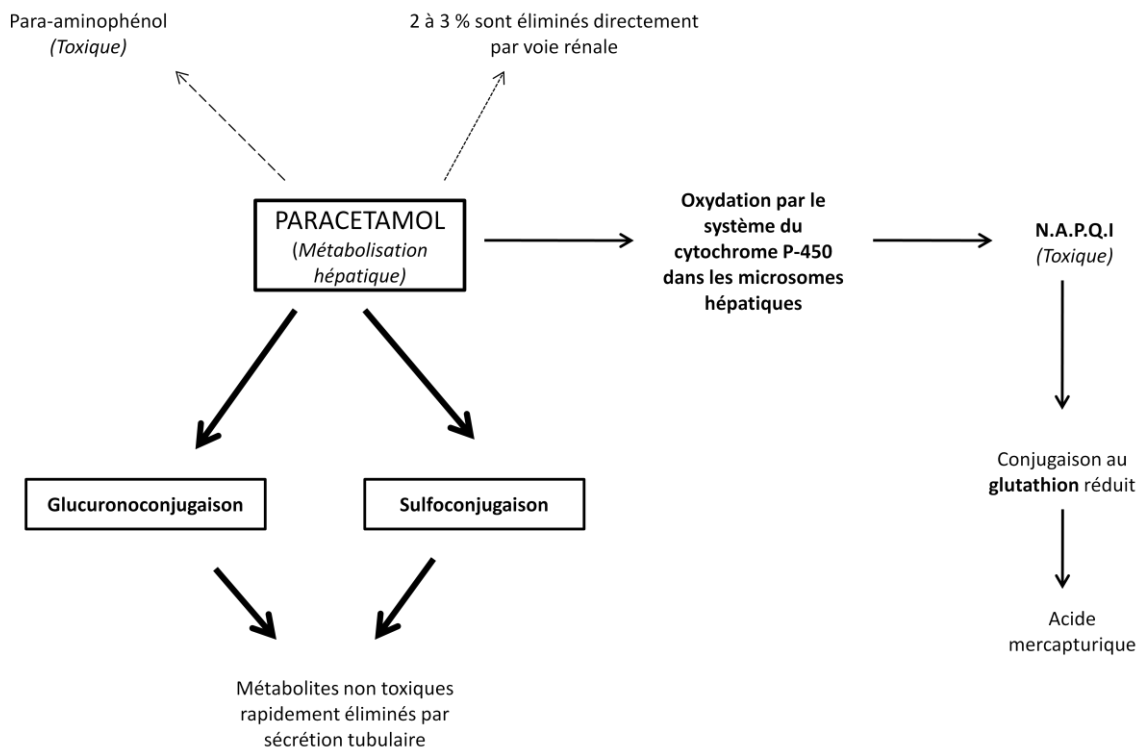 Para-aminophénol
(Toxique)
2 à 3 % sont éliminés directement
par voie rénale
PARACETAMOL
(Métabolisation
hépatique)
Oxydation par le
système du
cytochrome P-450
dans les microsomes
hépatiques
N.A.P.Q.I
(Toxique)
Glucuronoconjugaison
Sulfoconjugaison
Conjugaison au
glutathion réduit
Métabolites non toxiques
rapidement éliminés par
sécrétion tubulaire
Acide
mercapturique